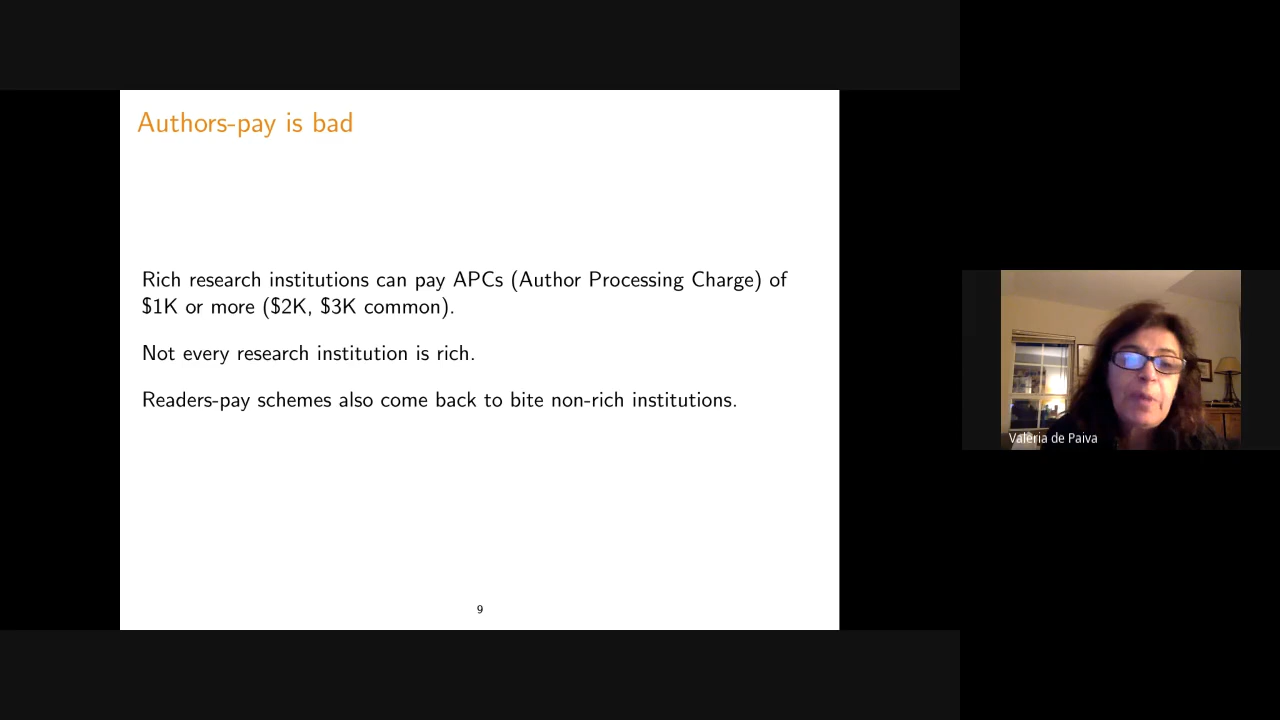 Authors-pay is bad
Rich research institutions can pay APCs (Author Processing Charge) of
$1K or more ($2K, $3K common).
Not every research institution is rich.
Readers-pay schemes also come back to bite non-rich institutions.
9
Valeria de Paiva